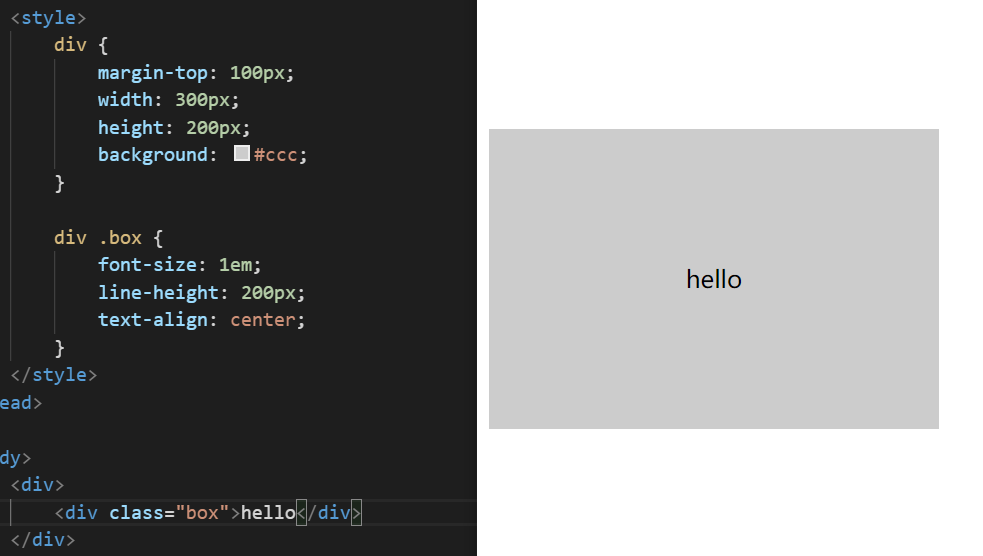 <style>
div {
margin-top: 100px;
width: 300px;
height: 200px;
background: #ccc;
}
div .box {
font-size: 1em;
line-height: 200px;
text-align: center;
}
</style>
ead>
dy>
<div>
<div class="box">hello</div>
</div>
hello